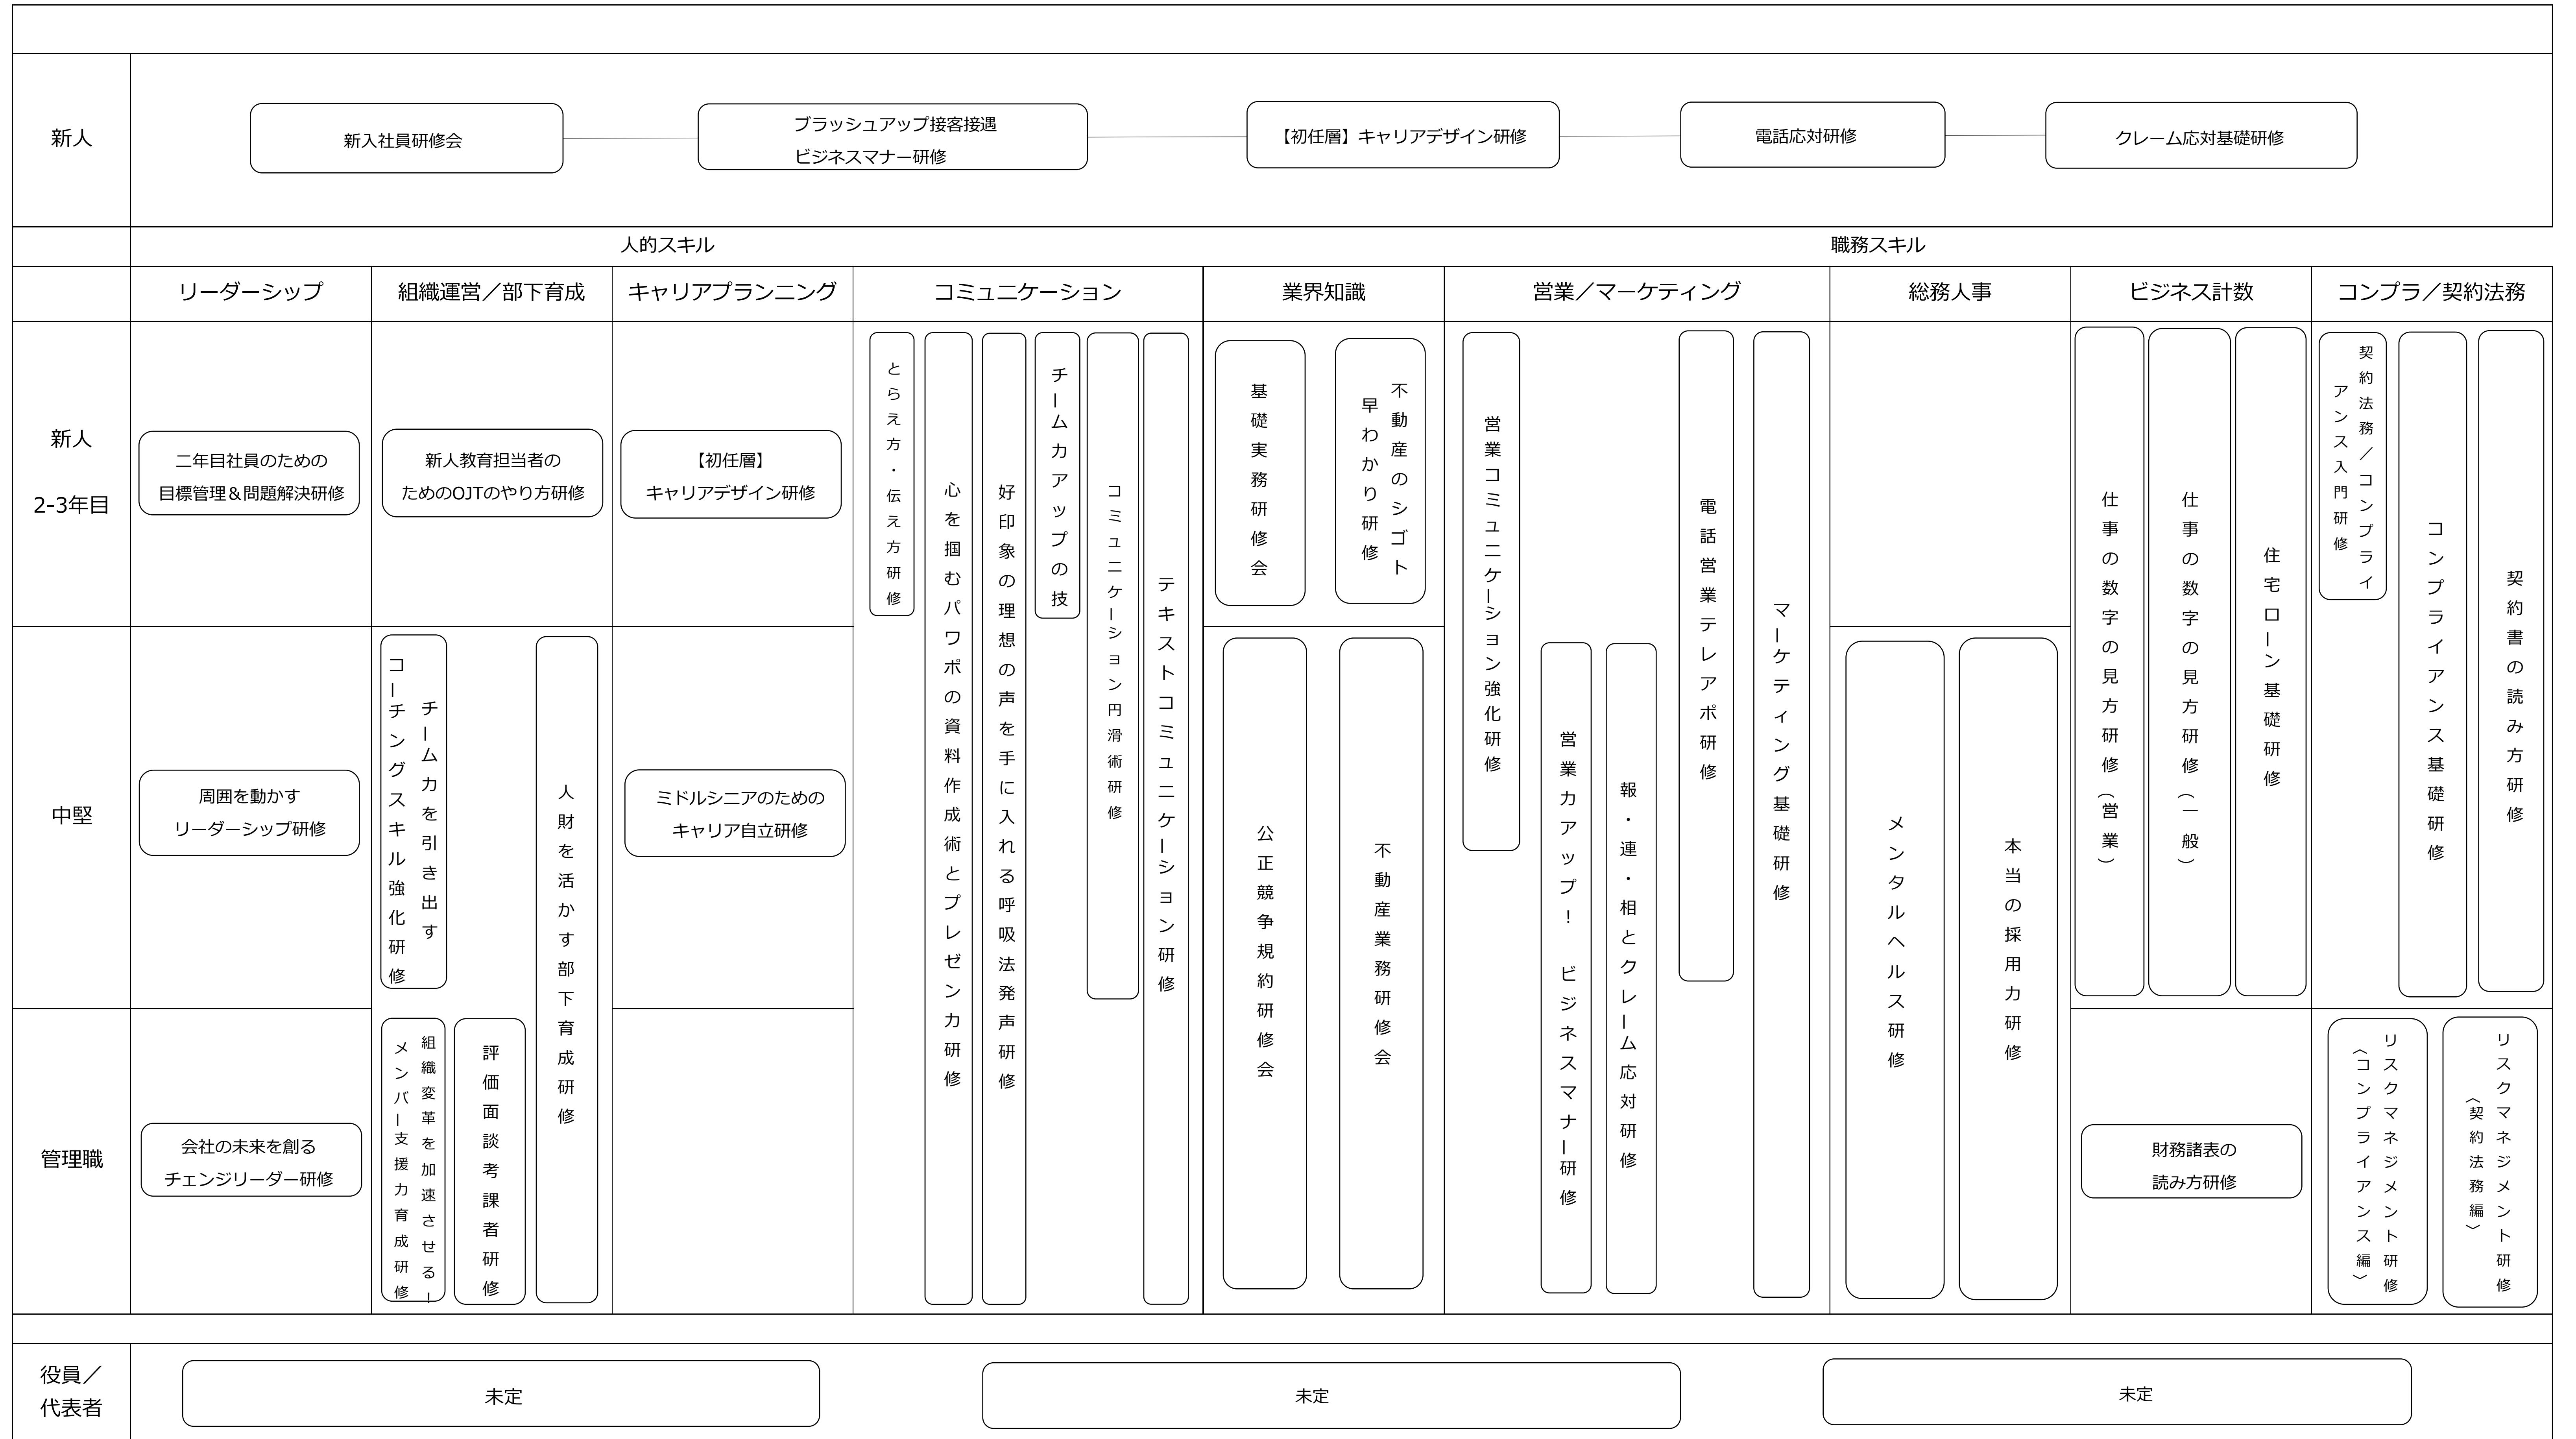 新人
新入社員研修会
ブラッシュアップ接客接遇
ビジネスマナー研修
【初任層】キャリアデザイン研修
電話応対研修
クレーム応対基礎研修
人的スキル
職務スキル
リーダーシップ
組織運営／部下育成
キャリアプランニング
コミュニケーション
業界知識
営業／マーケティング
総務人事
ビジネス計数
コンプラ／契約法務
新人
2-3年目
二年目社員のための
目標管理＆問題解決研修
新人教育担当者の
ためのOJTのやり方研修
【初任層】
キャリアデザイン研修
とらえ方・伝え方研修
心を掴むパワポの資料作成術とプレゼン力研修
好印象の理想の声を手に入れる呼吸法発声研修
チーム力アップの技
コミュニケーション円滑術研修
テキストコミュニケーション研修
基礎実務研修会
不動産のシゴト
早わかり研修
営業コミュニケーション強化研修
電話営業テレアポ研修
マーケティング基礎研修
仕事の数字の見方研修（営業）
仕事の数字の見方研修（一般）
住宅ローン基礎研修
契約法務／コンプライ
アンス入門研修
コンプライアンス基礎研修
契約書の読み方研修
中堅
周囲を動かす
リーダーシップ研修
チーム力を引き出す
コーチングスキル強化研修
人財を活かす部下育成研修
ミドルシニアのための
キャリア自立研修
公正競争規約研修会
不動産業務研修会
営業力アップ！　ビジネスマナー研修
報・連・相とクレーム応対研修
メンタルヘルス研修
本当の採用力研修
管理職
会社の未来を創る
チェンジリーダー研修
組織変革を加速させる！
メンバー支援力育成研修
評価面談考課者研修
財務諸表の
読み方研修
リスクマネジメント研修
〈コンプライアンス編〉
リスクマネジメント研修
〈契約法務編〉
役員／
代表者
未定
未定
未定